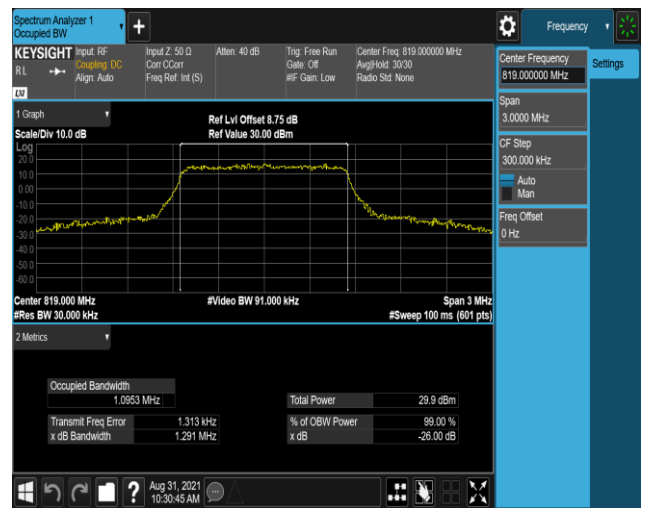 Spectrum Analyzer 1
Occupied BW
+
Frequency
KEYSIGHT
R L
LXI
Input: RF
Coupling: DC
Align: Auto
Input Z: 50 Ω
Corr CCorr
Freq Ref: Int (S)
Atten: 40 dB
Trig: Free Run
Gate: Off
#IF Gain: Low
Center Freq: 819.000000 MHz
Avg|Hold: 30/30
Radio Std: None
Center Frequency
819.000000 MHz
Settings
Span
3.0000 MHz
CF Step
300.000 kHz
Auto
Man
Freq Offset
0 Hz
1 Graph
Scale/Div 10.0 dB
Ref Lvl Offset 8.75 dB
Ref Value 30.00 dBm
Log
20.0
10.0
0.00
-10.0
-20.0
-30.0
-40.0
-50.0
-60.0
Center 819.000 MHz
#Res BW 30.000 kHz
#Video BW 91.000 kHz
Span 3 MHz
#Sweep 100 ms (601 pts)
2 Metrics
Occupied Bandwidth
1.0953 MHz
Total Power 29.9 dBm
Transmit Freq Error 1.313 kHz
% of OBW Power 99.00 %
x dB Bandwidth 1.291 MHz
x dB -26.00 dB
?
Aug 31, 2021
10:30:45 AM